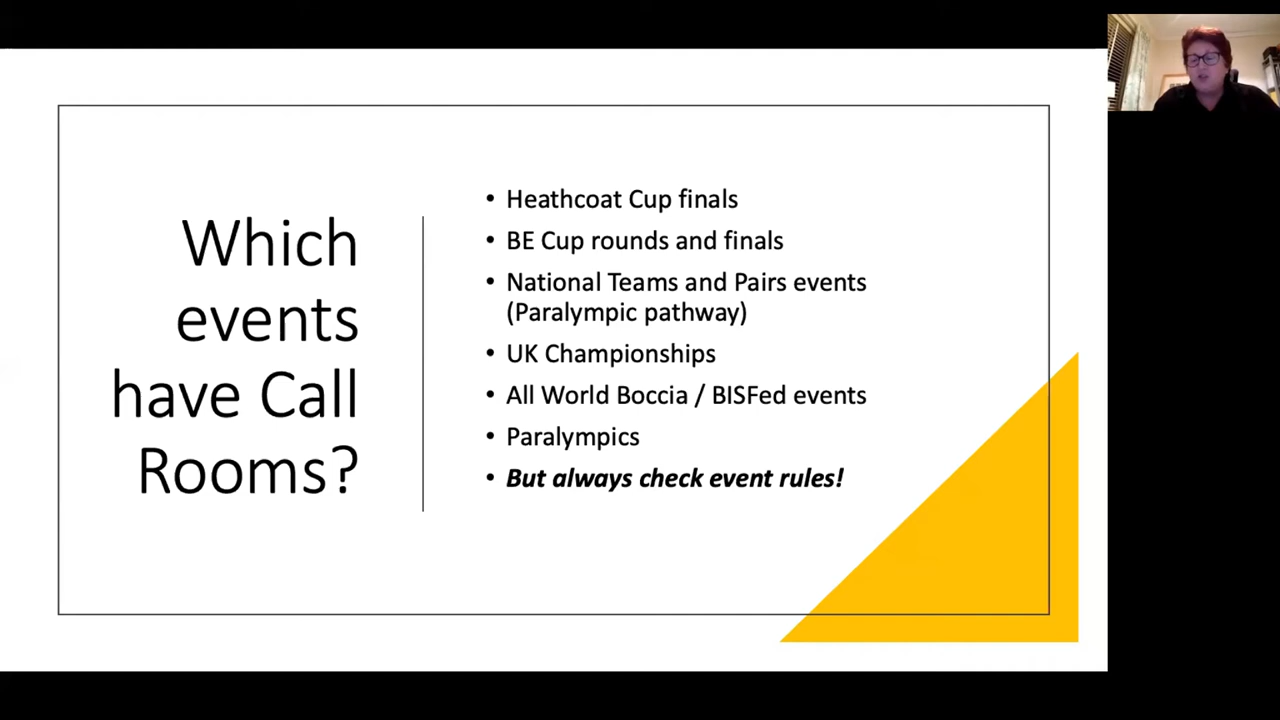 Which
events
have Call
Rooms?
• Heathcoat Cup finals
• BE Cup rounds and finals
• National Teams and Pairs events
(Paralympic pathway)
• UK Championships
• All World Boccia / BISFed events
• Paralympics
• But always check event rules!